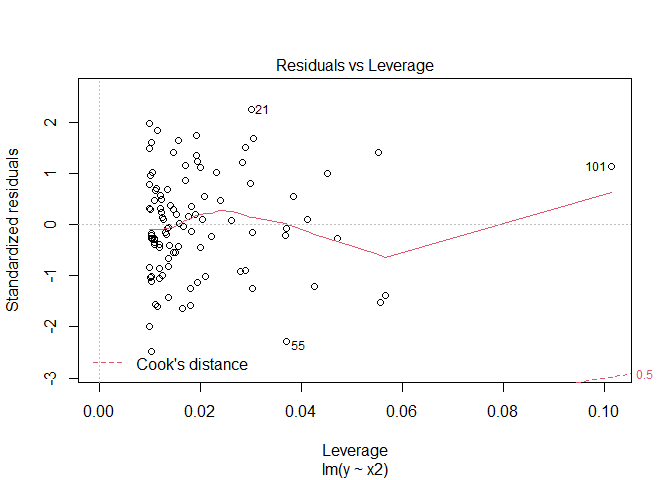 Residuals vs Leverage
Standardized residuals
2
1
0
-1
-2
-3
21
101
55
Cook's distance
0.5
0.00 0.02 0.04 0.06 0.08 0.10
Leverage
lm(y ~ x2)